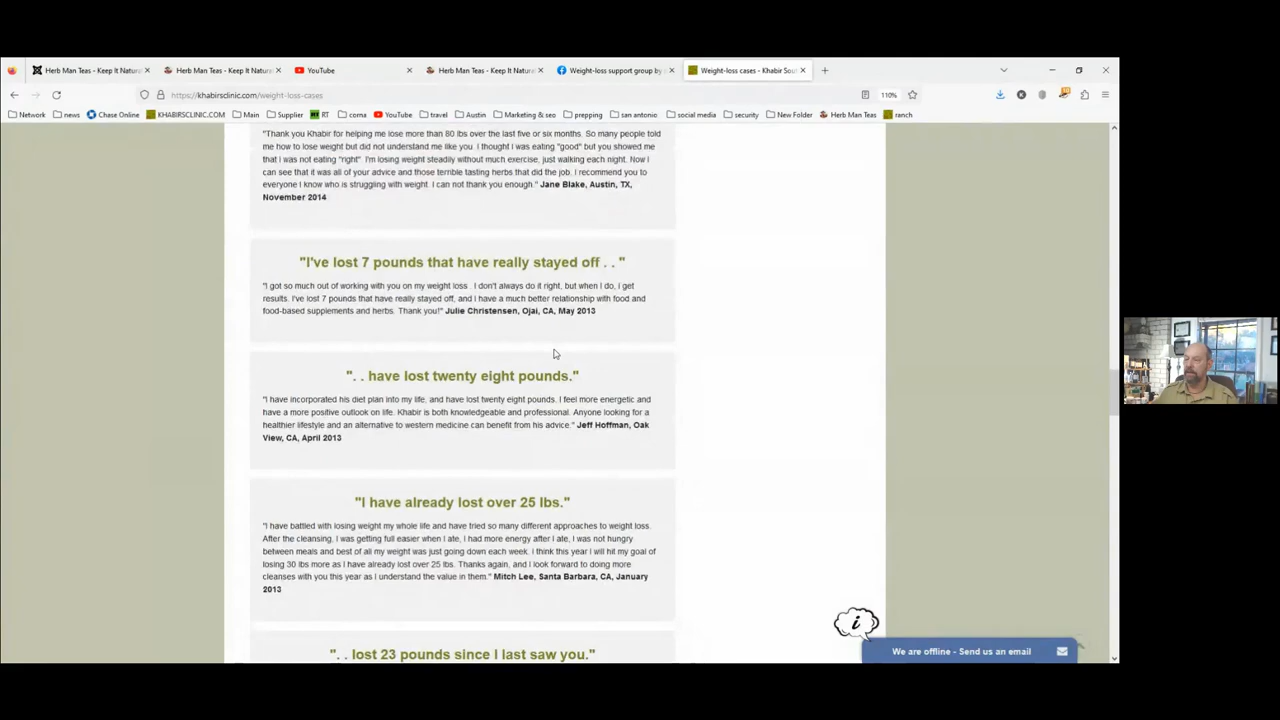 Herb Man Teas - Keep It Natural
Herb Man Teas - Keep It Natural
YouTube
Herb Man Teas - Keep It Natural
Weight-loss support group by
Weight-loss cases - Khabir Sout
https://khabirsclinic.com/weight-loss-cases
110%
Network
news
Chase Online
KHABIRSCLINIC.COM
Main
Supplier
RT
corna
YouTube
travel
Austin
Marketing & seo
prepping
san antonio
social media
security
New Folder
Herb Man Teas
ranch
"Thank you Khabir for helping me lose more than 80 lbs over the last five or six months. So many people told
me how to lose weight but did not understand me like you. I thought I was eating "good" but you showed me
that I was not eating "right". I'm losing weight steadily without much exercise, just walking each night. Now I
can see that it was all of your advice and those terrible tasting herbs that did the job. I recommend you to
everyone I know who is struggling with weight. I can not thank you enough." Jane Blake, Austin, TX,
November 2014
"I've lost 7 pounds that have really stayed off . . "
"I got so much out of working with you on my weight loss . I don't always do it right, but when I do, i get
results. I've lost 7 pounds that have really stayed off, and i have a much better relationship with food and
food-based supplements and herbs. Thank you!" Julie Christensen, Ojai, CA, May 2013
". . have lost twenty eight pounds."
"I have incorporated his diet plan into my life, and have lost twenty eight pounds. I feel more energetic and
have a more positive outlook on life. Khabir is both knowledgeable and professional. Anyone looking for a
healthier lifestyle and an alternative to western medicine can benefit from his advice." Jeff Hoffman, Oak
View, CA, April 2013
"I have already lost over 25 lbs."
"I have battled with losing weight my whole life and have tried so many different approaches to weight loss.
After the cleansing, I was getting full easier when I ate, I had more energy after I ate, I was not hungry
between meals and best of all my weight was just going down each week. I think this year I will hit my goal of
losing 30 lbs more as I have already lost over 25 lbs. Thanks again, and I look forward to doing more
cleanses with you this year as I understand the value in them." Mitch Lee, Santa Barbara, CA, January
2013
". . lost 23 pounds since I last saw you."
i
We are offline - Send us an email